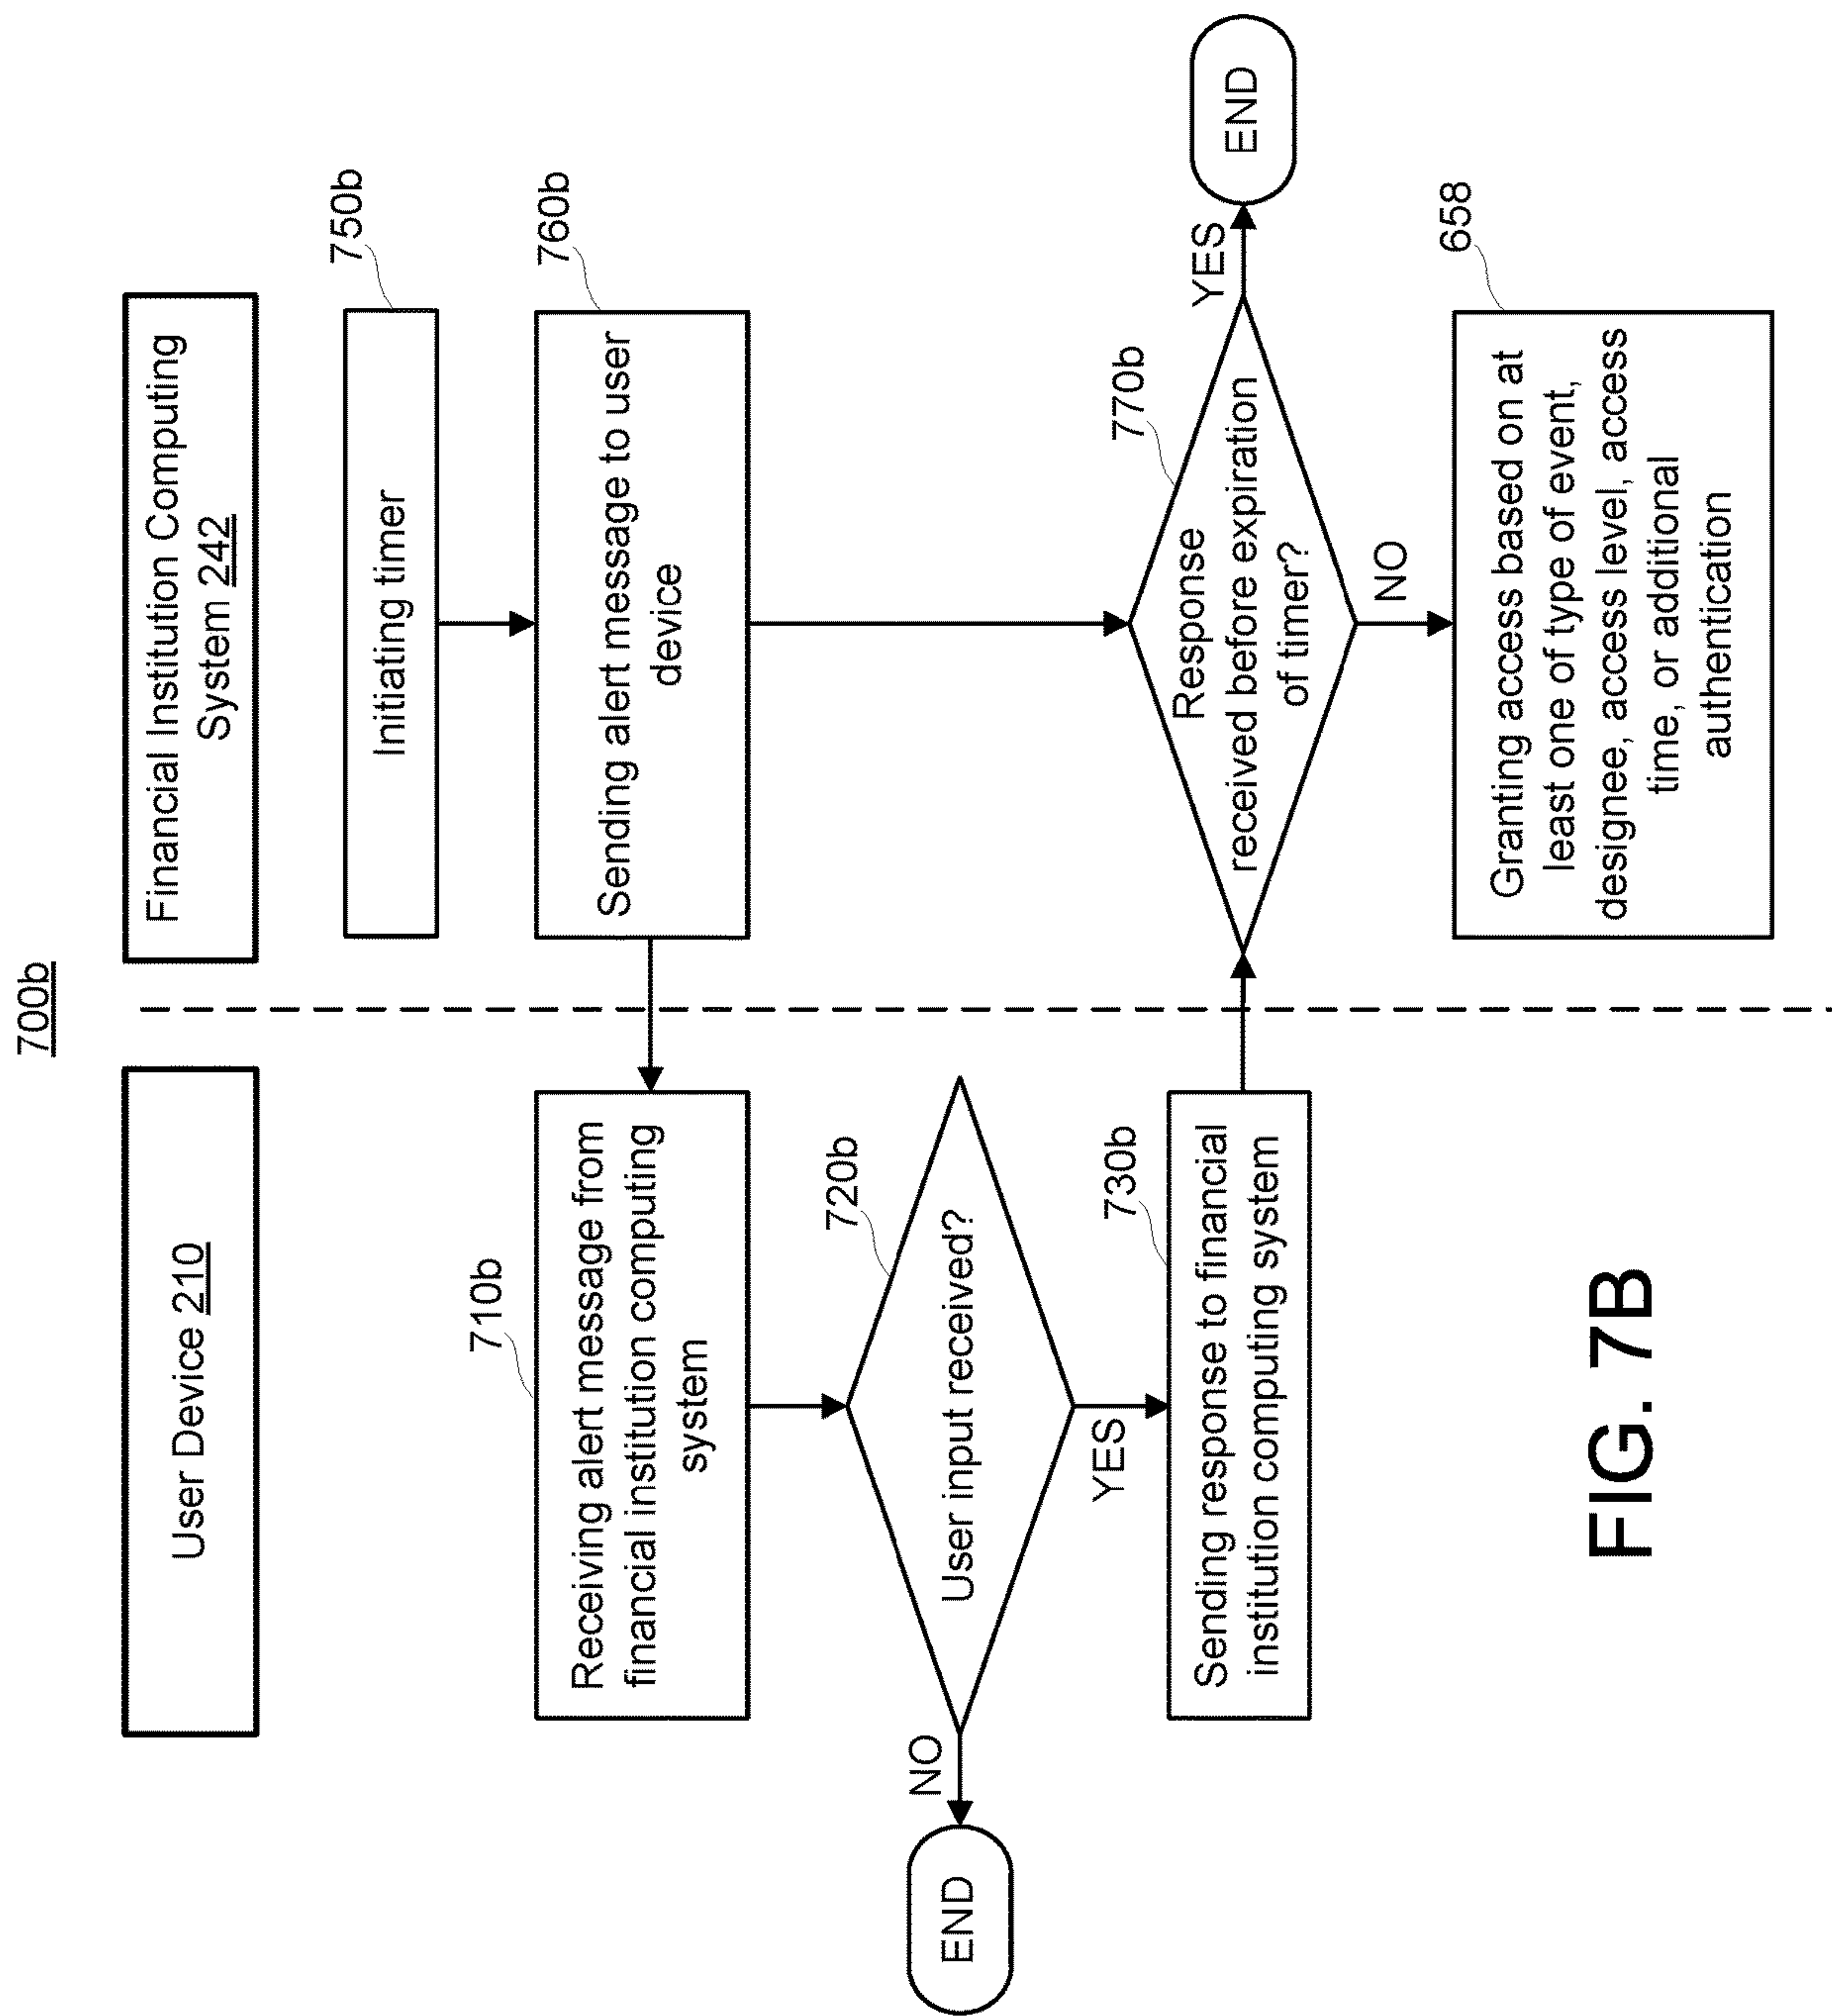 700b
User Device 210
Financial Institution Computing
System 242
750b
Initiating timer
760b
Sending alert message to user
device
710b
Receiving alert message from
financial institution computing
system
720b
User input received?
NO
END
YES
730b
Sending response to financial
institution computing system
770b
Response
received before expiration
of timer?
YES
END
NO
658
Granting access based on at
least one of type of event,
designee, access level, access
time, or additional
authentication
FIG. 7B